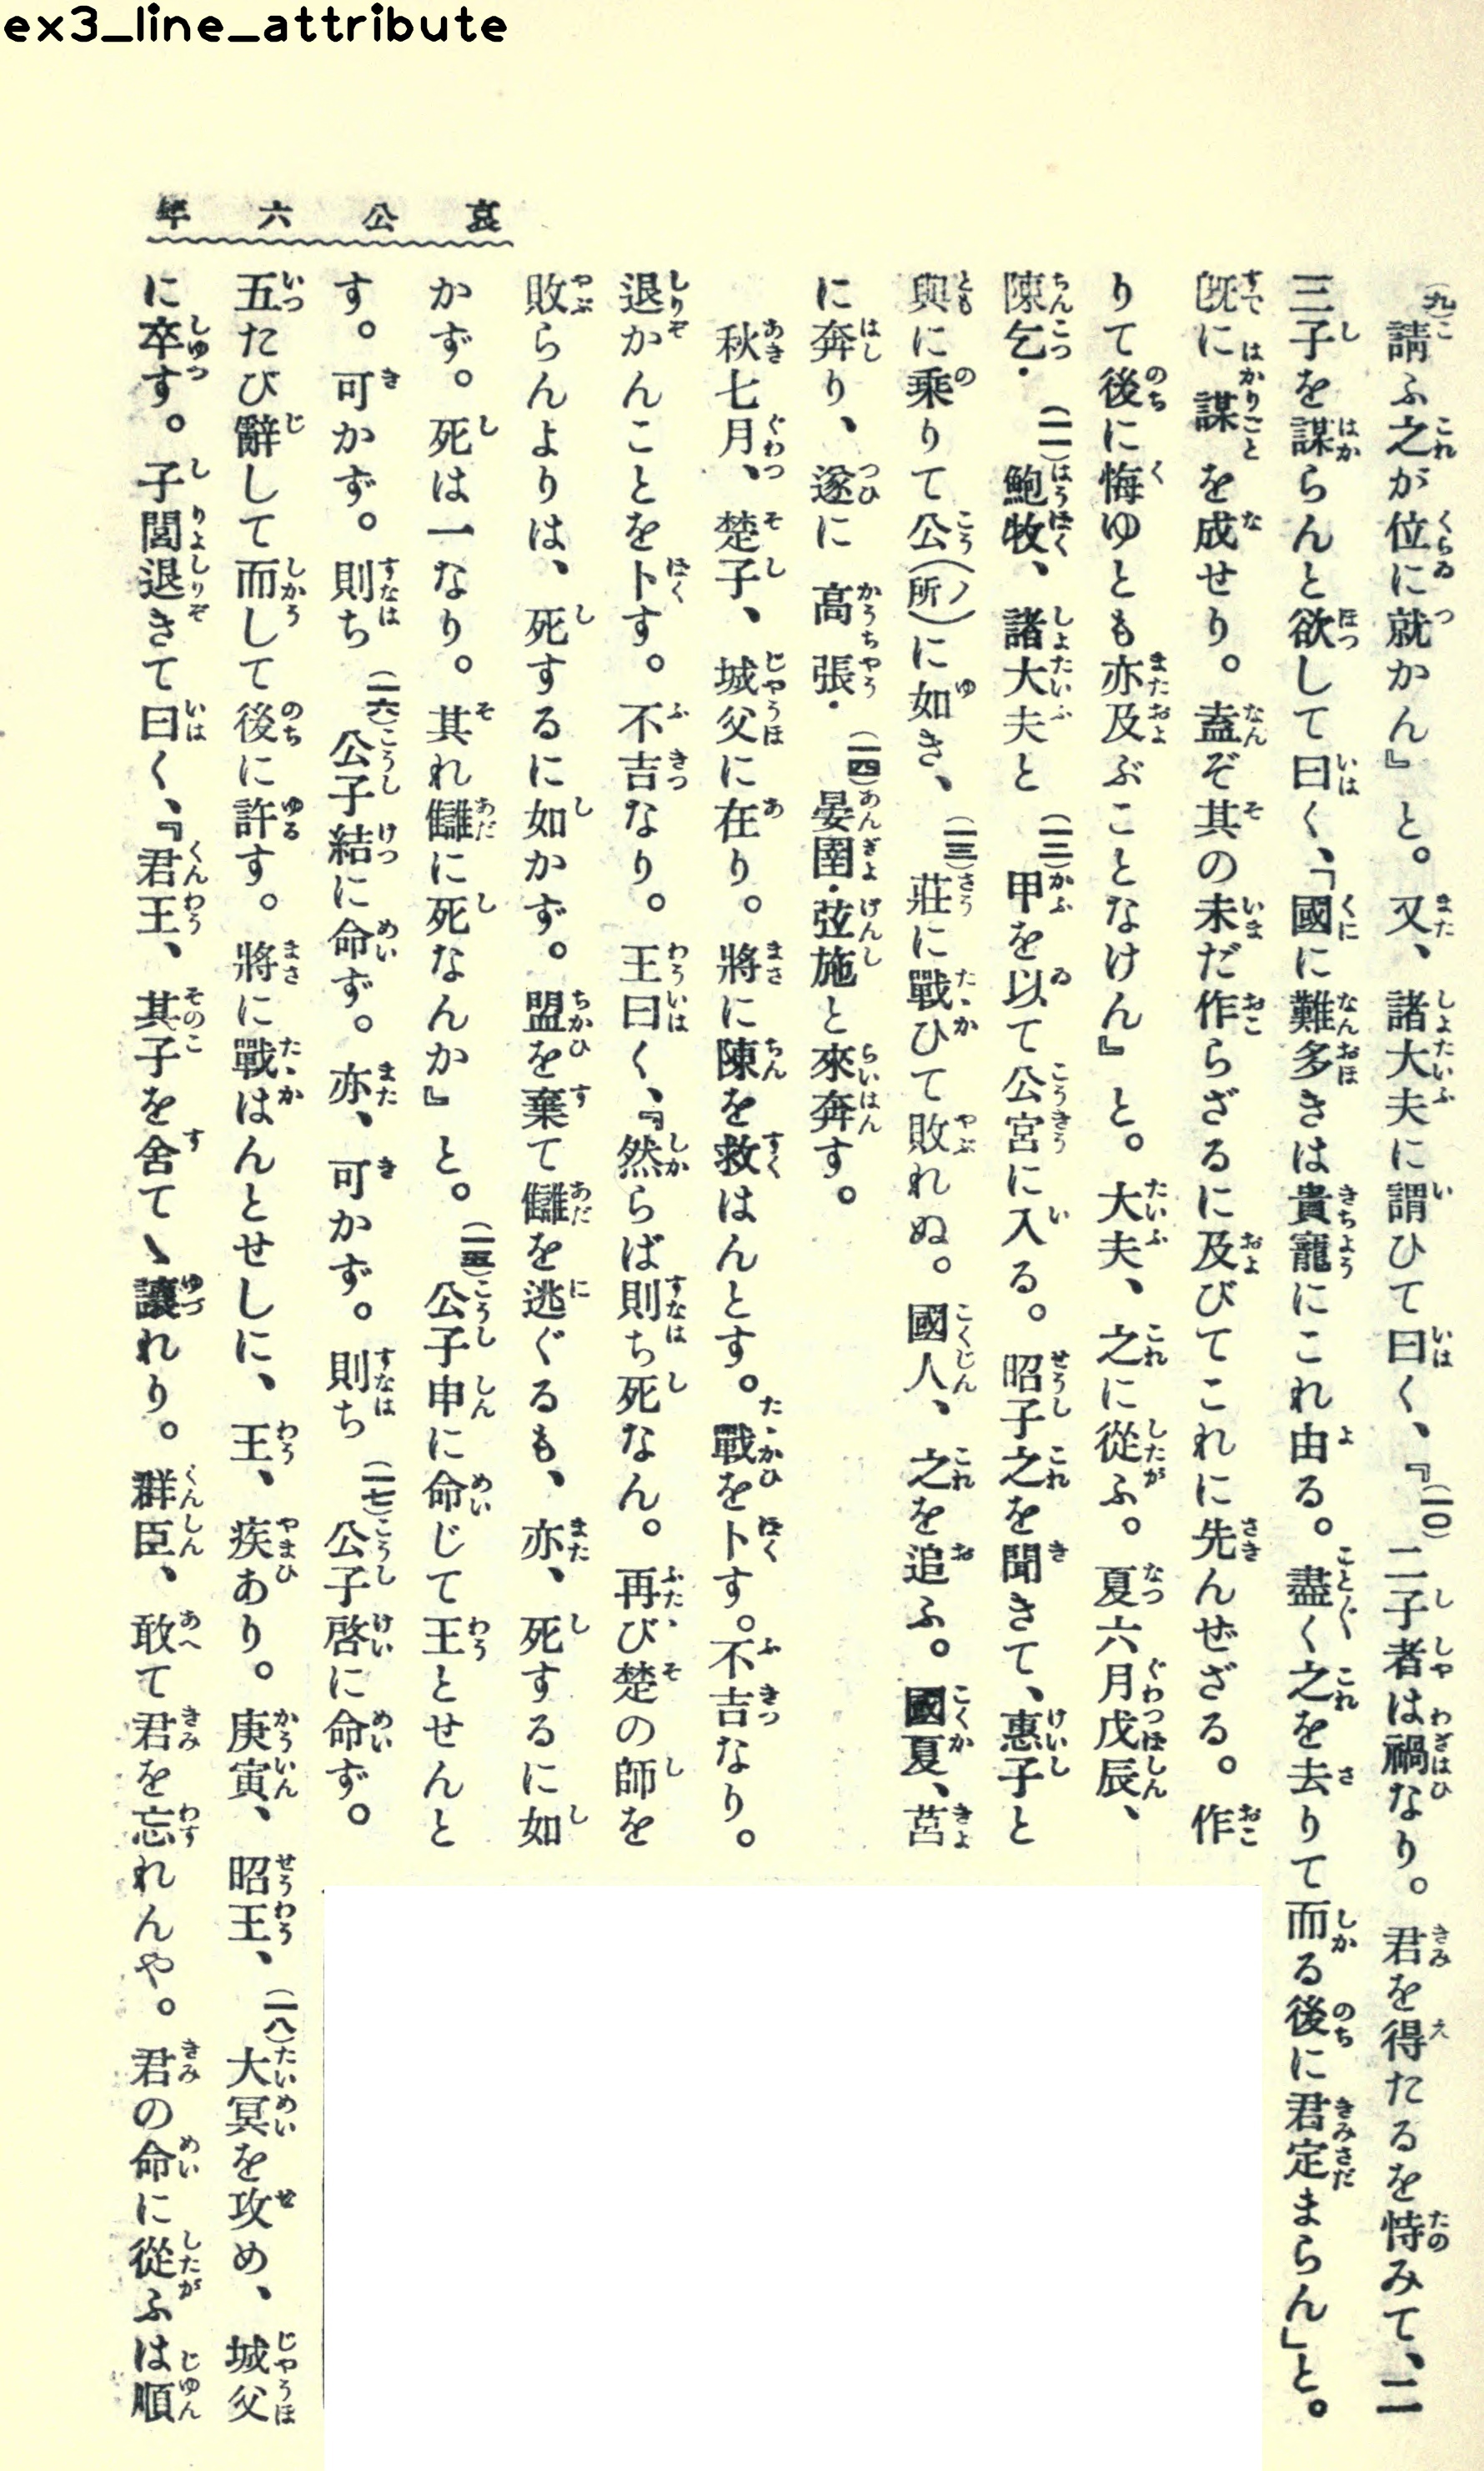 ex3_line_attribute
哀公六年
(九)請ふ之が位に就かん』と。又、諸大夫に謂ひて曰く、『(一〇)二子者は禍なり。君を得たるを恃みて、二
三子を謀らんと欲して曰く、「國に難多きは貴寵にこれ由る。盡く之を去りて而る後に君定まらん」と。
既に謀を成せり。盍ぞ其の未だ作らざるに及びてこれに先んぜざる。作
りて後に悔ゆとも亦及ぶことなけん』と。大夫、之に從ふ。夏六月戊辰、
陳乞・(一一)鮑牧、諸大夫と(一二)甲を以て公宮に入る。昭子之を聞きて、惠子と
與に乘りて公(ノ所)に如き、(一三)莊に戰ひて敗れぬ。國人、之を追ふ。國夏、莒
に奔り、遂に高張・(一四)晏圉・弦施と來奔す。
秋七月、楚子、城父に在り。將に陳を救はんとす。戰を卜す。不吉なり。
退かんことを卜す。不吉なり。王曰く、『然らば則ち死なん。再び楚の師を
敗らんよりは、死するに如かず。盟を棄て讎を逃ぐるも、亦、死するに如
かず。死は一なり。其れ讎に死なんか』と。(一五)公子申に命じて王とせんと
す。可かず。則ち(一六)公子結に命ず。亦、可かず。則ち(一七)公子啓に命ず。
五たび辭して而して後に許す。將に戰はんとせしに、王、疾あり。庚寅、昭王、(一八)大冥を攻め、城父
に卒す。子閭退きて曰く、『君王、其子を舍てゝ讓れり。群臣、敢て君を忘れんや。君の命に從ふは順